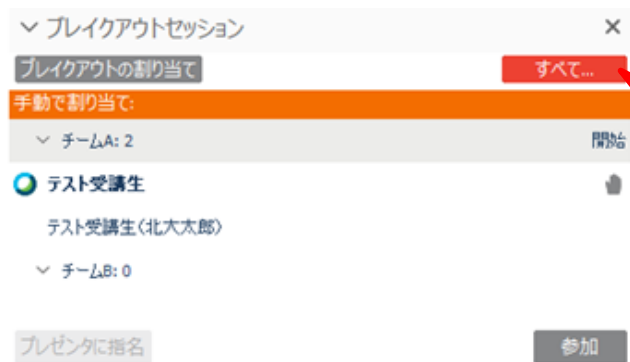 ブレイクアウトセッション
ブレイクアウトの割り当て すべて...
手動で割り当て:
チームA: 2 開始
テスト受講生
テスト受講生(北大太郎)
チームB: 0
プレゼンタに指名 参加